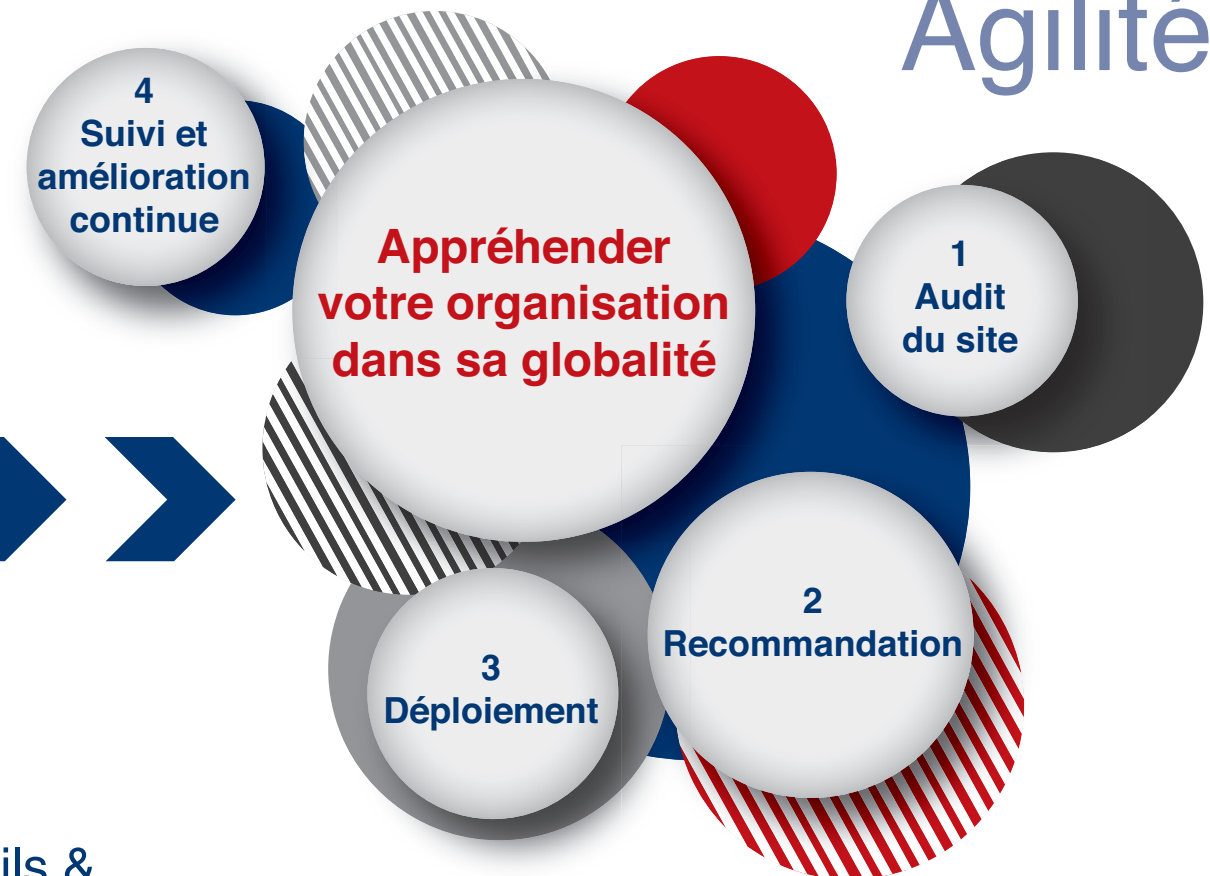 Agilité
4
Suivi et
amélioration
continue
Appréhender
votre organisation
dans sa globalité
1
Audit
du site
2
Recommandation
3
Déploiement
ils &